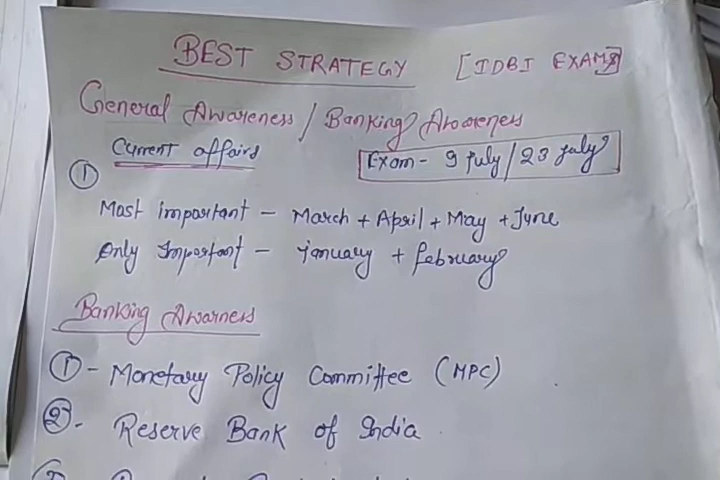 BEST STRATEGY [IDBI EXAMS]
General Awareness / Banking Awareness
Current affairs
Exam - 9 July / 23 July
①
Most important - March + April + May + June
Only Important - January + February
Banking Awarness
① - Monetary Policy Committee (MPC)
②. Reserve Bank of India